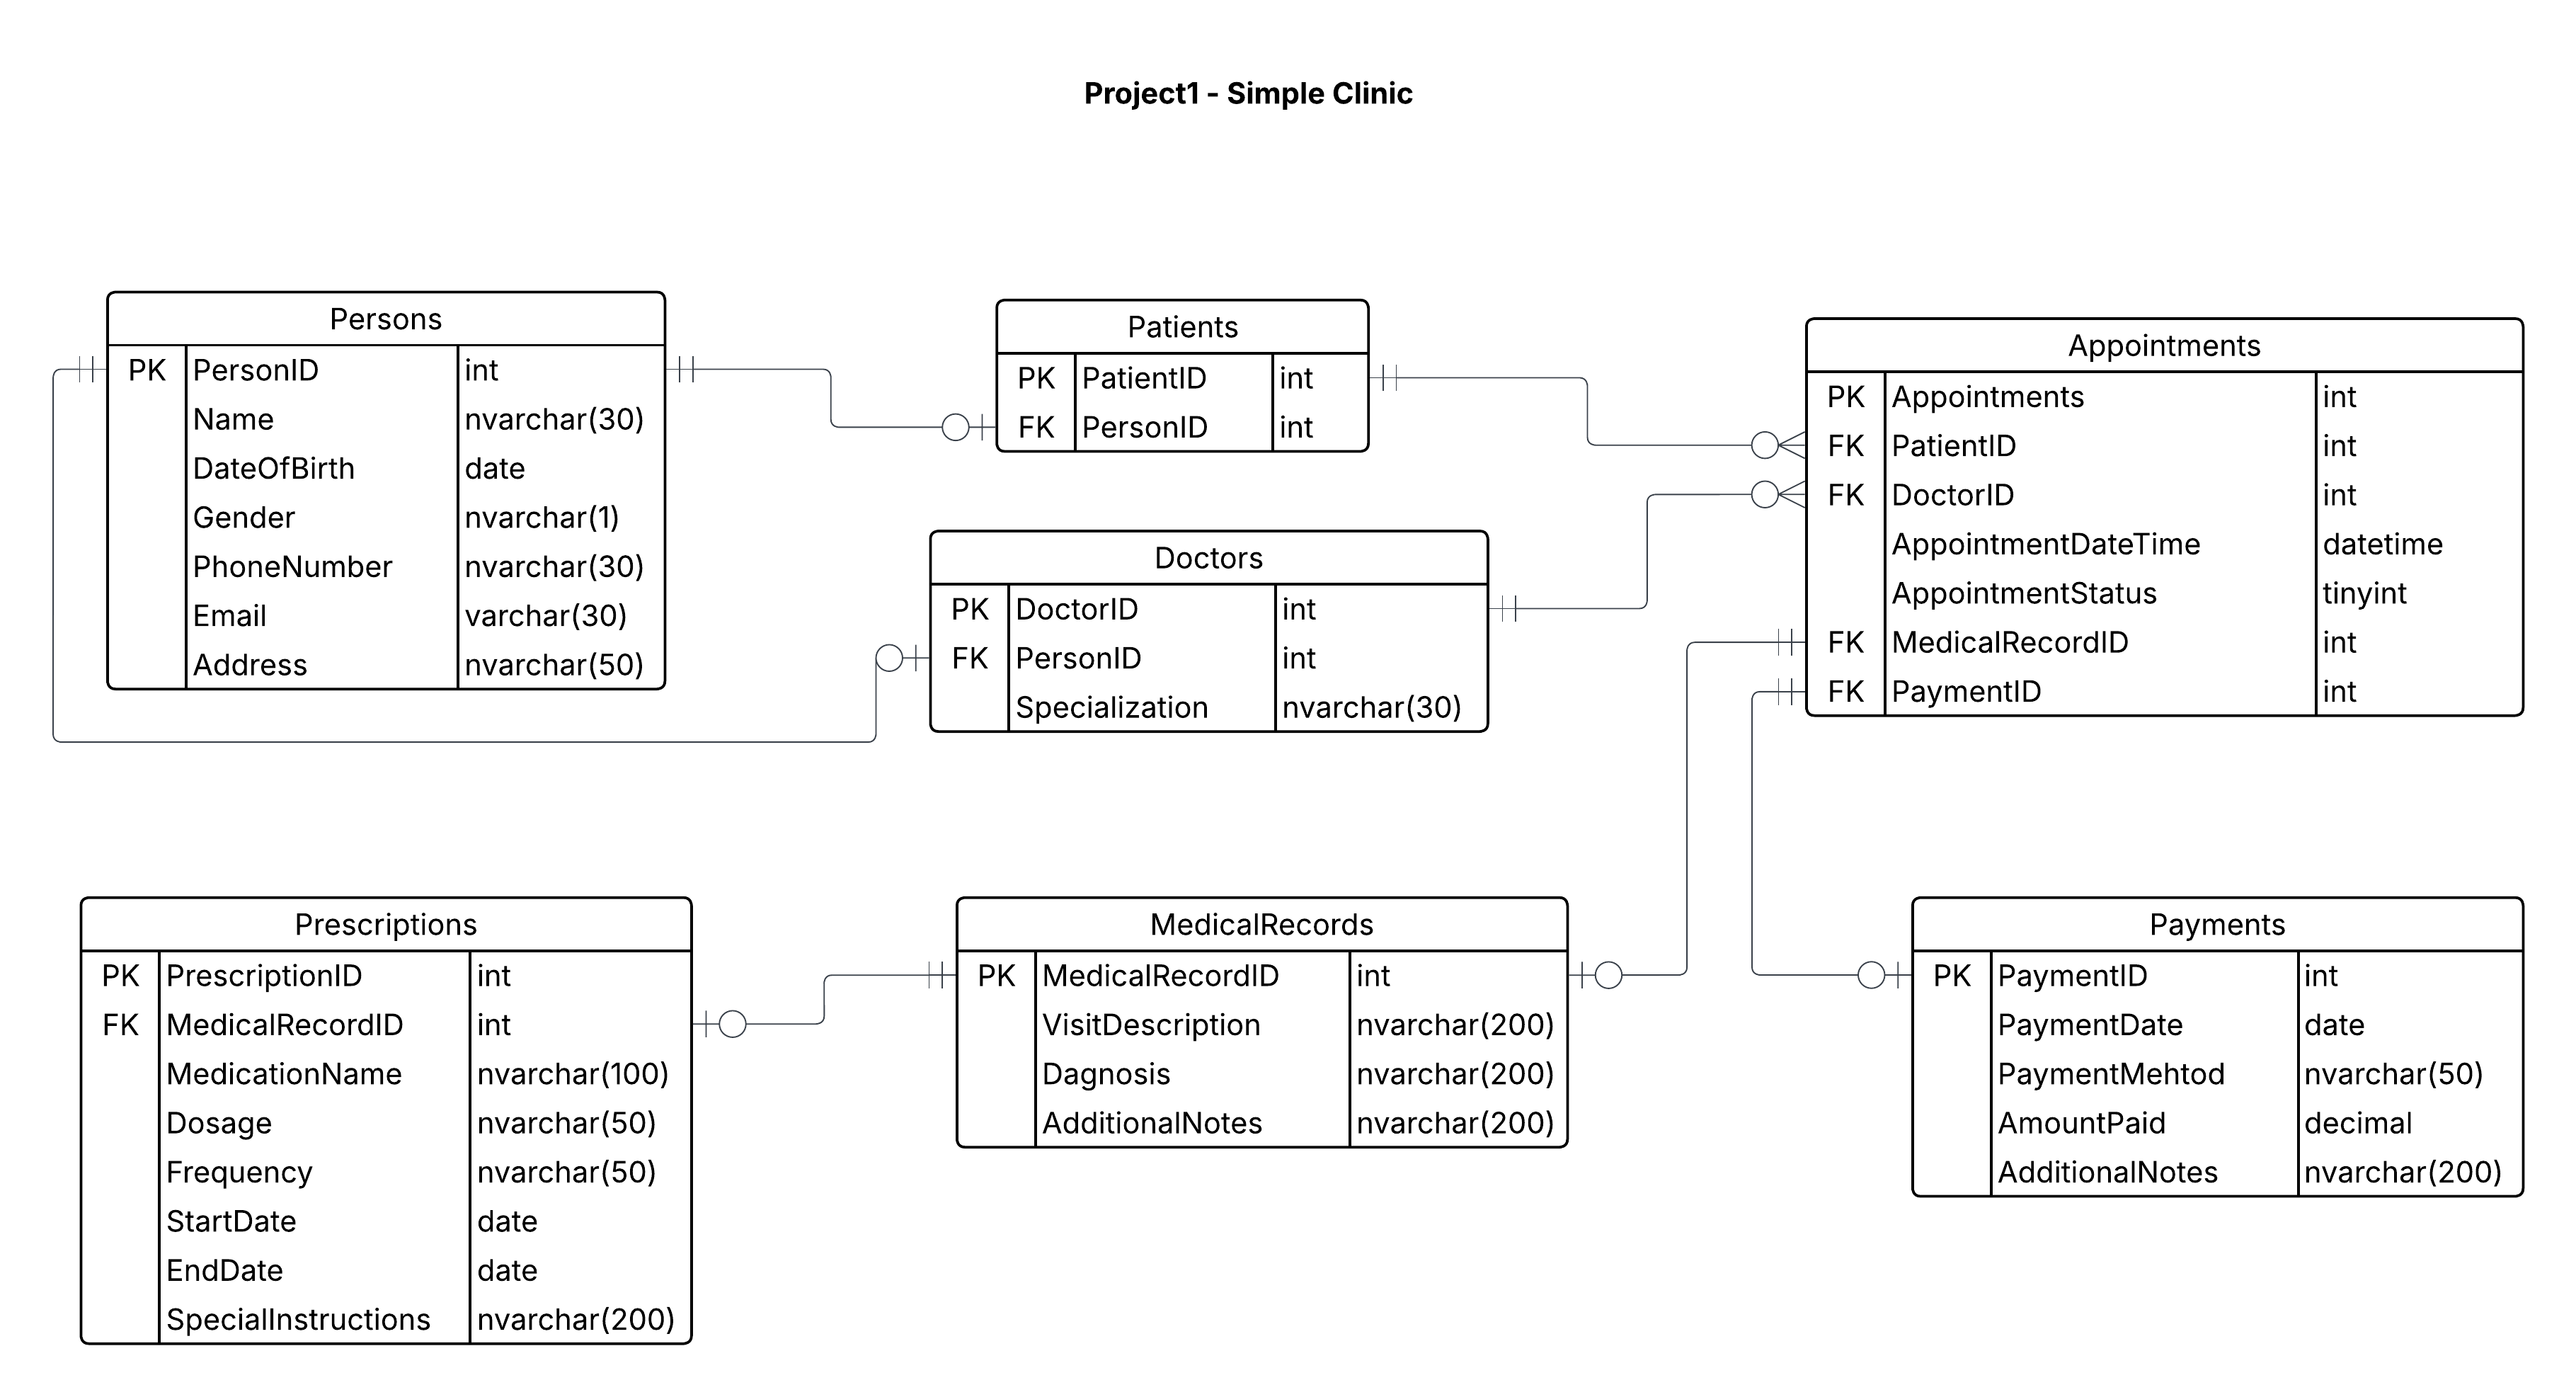 Project1 - Simple Clinic
Persons
PK PersonID int
Name nvarchar(30)
DateOfBirth date
Gender nvarchar(1)
PhoneNumber nvarchar(30)
Email varchar(30)
Address nvarchar(50)
Patients
PK PatientID int
FK PersonID int
Doctors
PK DoctorID int
FK PersonID int
Specialization nvarchar(30)
Appointments
PK Appointments int
FK PatientID int
FK DoctorID int
AppointmentDateTime datetime
AppointmentStatus tinyint
FK MedicalRecordID int
FK PaymentID int
Prescriptions
PK PrescriptionID int
FK MedicalRecordID int
MedicationName nvarchar(100)
Dosage nvarchar(50)
Frequency nvarchar(50)
StartDate date
EndDate date
SpecialInstructions nvarchar(200)
MedicalRecords
PK MedicalRecordID int
VisitDescription nvarchar(200)
Dagnosis nvarchar(200)
AdditionalNotes nvarchar(200)
Payments
PK PaymentID int
PaymentDate date
PaymentMehtod nvarchar(50)
AmountPaid decimal
AdditionalNotes nvarchar(200)